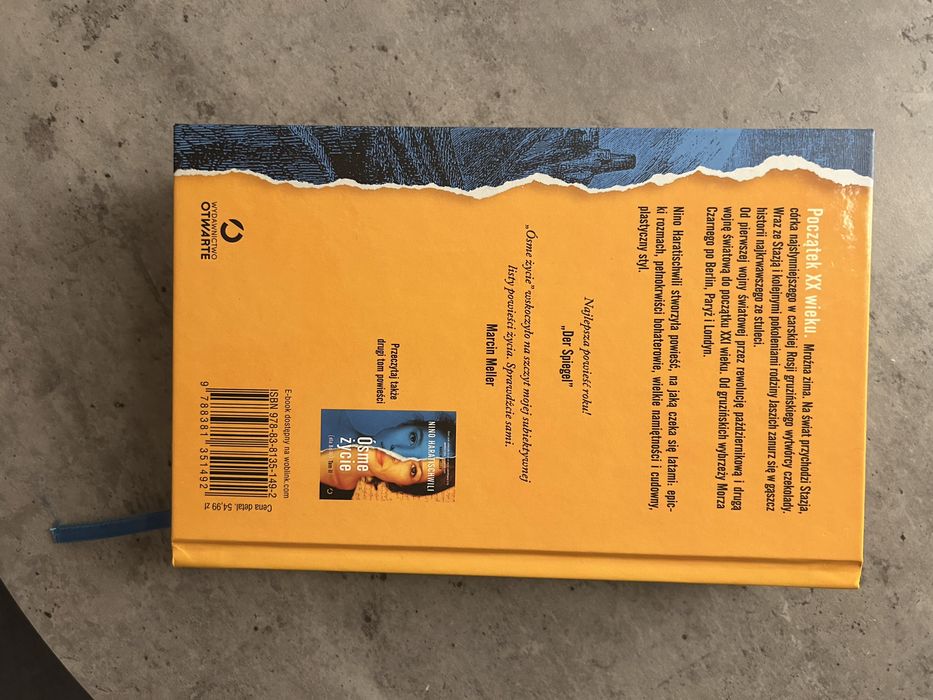 Początek XX wieku. Mroźna zima. Na świat przychodzi Stazja,
córka najsłynniejszego w carskiej Rosji gruzińskiego wytwórcy czekolady.
Wraz ze Stazją i kolejnymi pokoleniami rodziny Jaszich zanurz się w gąszcz
historii najkrwawszego ze stuleci.
Od pierwszej wojny światowej przez rewolucję październikową i drugą
wojnę światową do początku XXI wieku. Od gruzińskich wybrzeży Morza
Czarnego po Berlin, Paryż i Londyn.
Nino Haratischwili stworzyła powieść, na jaką czeka się latami: epic-
ki rozmach, pełnokrwiści bohaterowie, wielkie namiętności i cudowny,
plastyczny styl.
Najlepsza powieść roku!
„Der Spiegel”
„Ósme życie” wskoczyło na szczyt mojej subiektywnej
listy powieści życia. Sprawdźcie sami.
Marcin Meller
Przeczytaj także
drugi tom powieści
NINO HARATISCHWILI
ósme
życie
Tom II
WYDAWNICTWO
OTWARTE
E-book dostępny na woblink.com
ISBN 978-83-8135-149-2
9 788381 351492
Cena detal. 54,99 zł